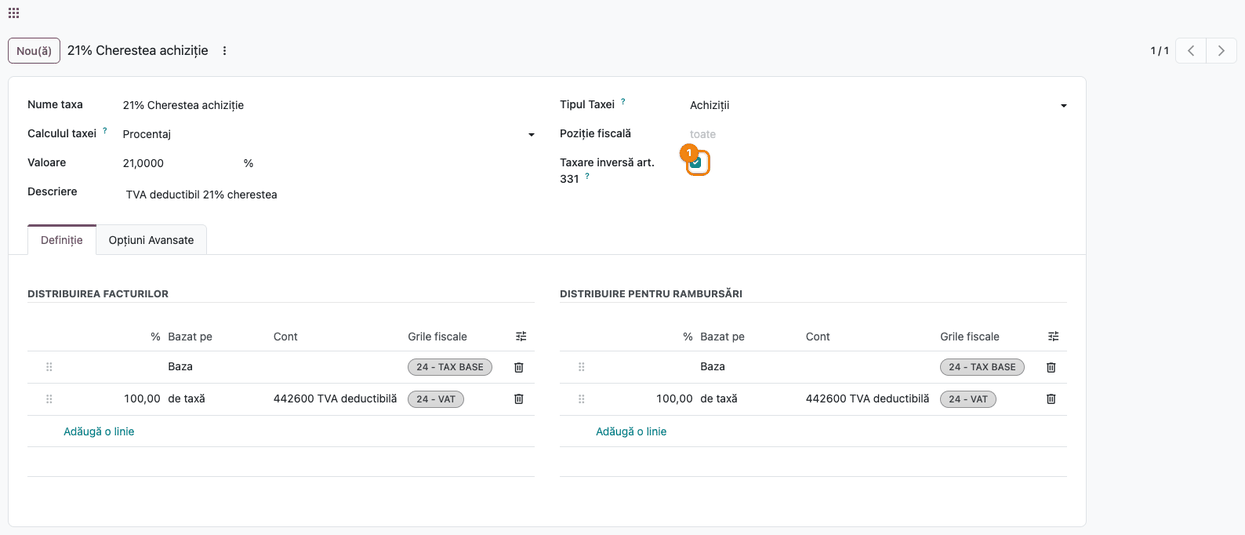 Nou(ă) 21% Cherestea achiziție 1 / 1
Nume taxa 21% Cherestea achiziție
Calculul taxei ? Procentaj
Valoare 21,0000 %
Descriere TVA deductibil 21% cherestea
Tipul Taxei ? Achiziții
Poziție fiscală toate
Taxare inversă art.
331 ?
1
Definiție Opțiuni Avansate
DISTRIBUIREA FACTURILOR
% Bazat pe Cont Grile fiscale
Baza 24 - TAX BASE
100,00 de taxă 442600 TVA deductibilă 24 - VAT
Adăugă o linie
DISTRIBUIRE PENTRU RAMBURSĂRI
% Bazat pe Cont Grile fiscale
Baza 24 - TAX BASE
100,00 de taxă 442600 TVA deductibilă 24 - VAT
Adăugă o linie